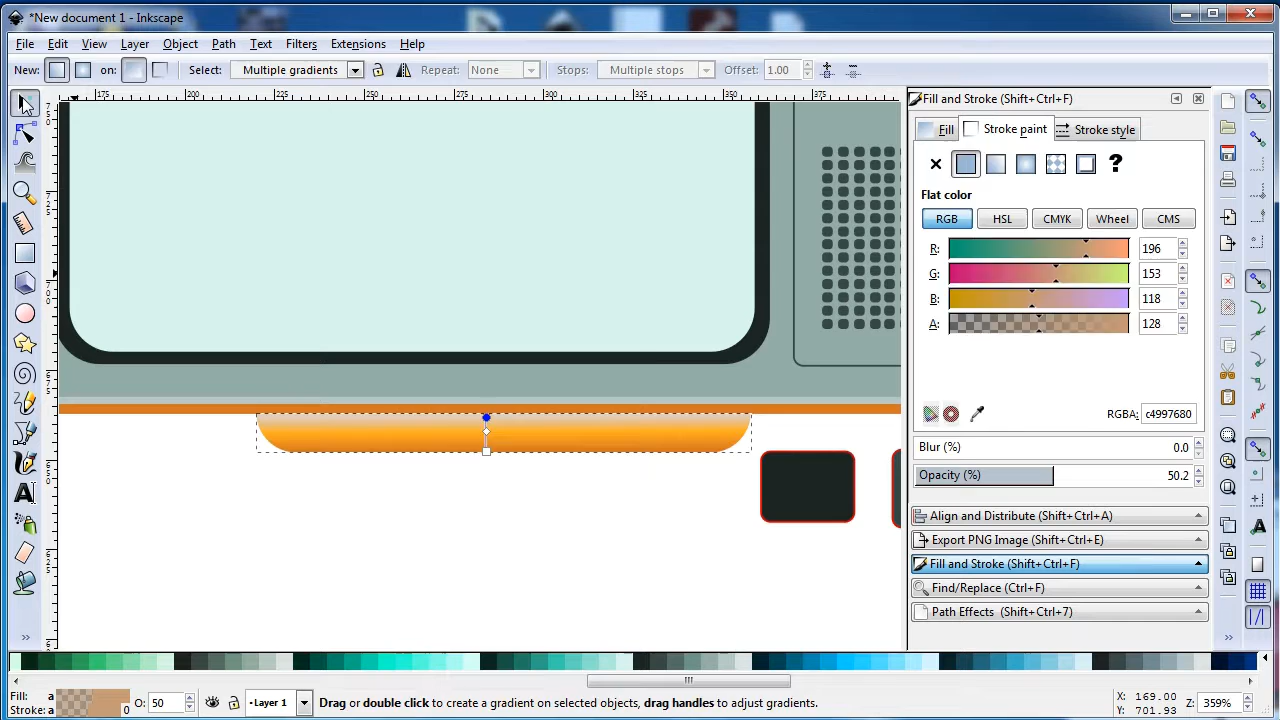 *New document 1 - Inkscape
File Edit View Layer Path Object Text Filters Extensions Help
New: on: Select: Multiple gradients Repeat: None Stops: Multiple stops Offset: 1.00
175 200 225 250 275 300 325 350 375
Fill and Stroke (Shift+Ctrl+F)
Fill Stroke paint Stroke style
?
Flat color
RGB HSL CMYK Wheel CMS
R: 196
G: 153
B: 118
A: 128
RGBA: c4997680
Blur (%) 0.0
Opacity (%) 50.2
Align and Distribute (Shift+Ctrl+A)
Export PNG Image (Shift+Ctrl+E)
Fill and Stroke (Shift+Ctrl+F)
Find/Replace (Ctrl+F)
Path Effects (Shift+Ctrl+7)
Fill: a
Stroke: a 0 O: 50 Layer 1 Drag or double click to create a gradient on selected objects, drag handles to adjust gradients. X: 169.00 Y: 701.93 Z: 359%